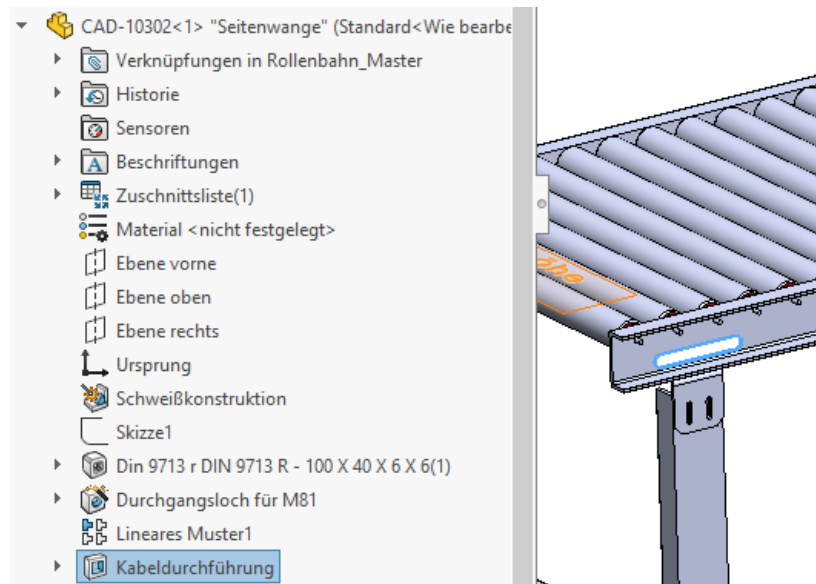 CAD-10302<1> "Seitenwange" (Standard<Wie bearbe
Verknüpfungen in Rollenbahn_Master
Historie
Sensoren
Beschriftungen
Zuschnittsliste(1)
Material <nicht festgelegt>
Ebene vorne
Ebene oben
Ebene rechts
Ursprung
Schweißkonstruktion
Skizze1
Din 9713 r DIN 9713 R - 100 X 40 X 6 X 6(1)
Durchgangsloch für M81
Lineares Muster1
Kabeldurchführung
öhe